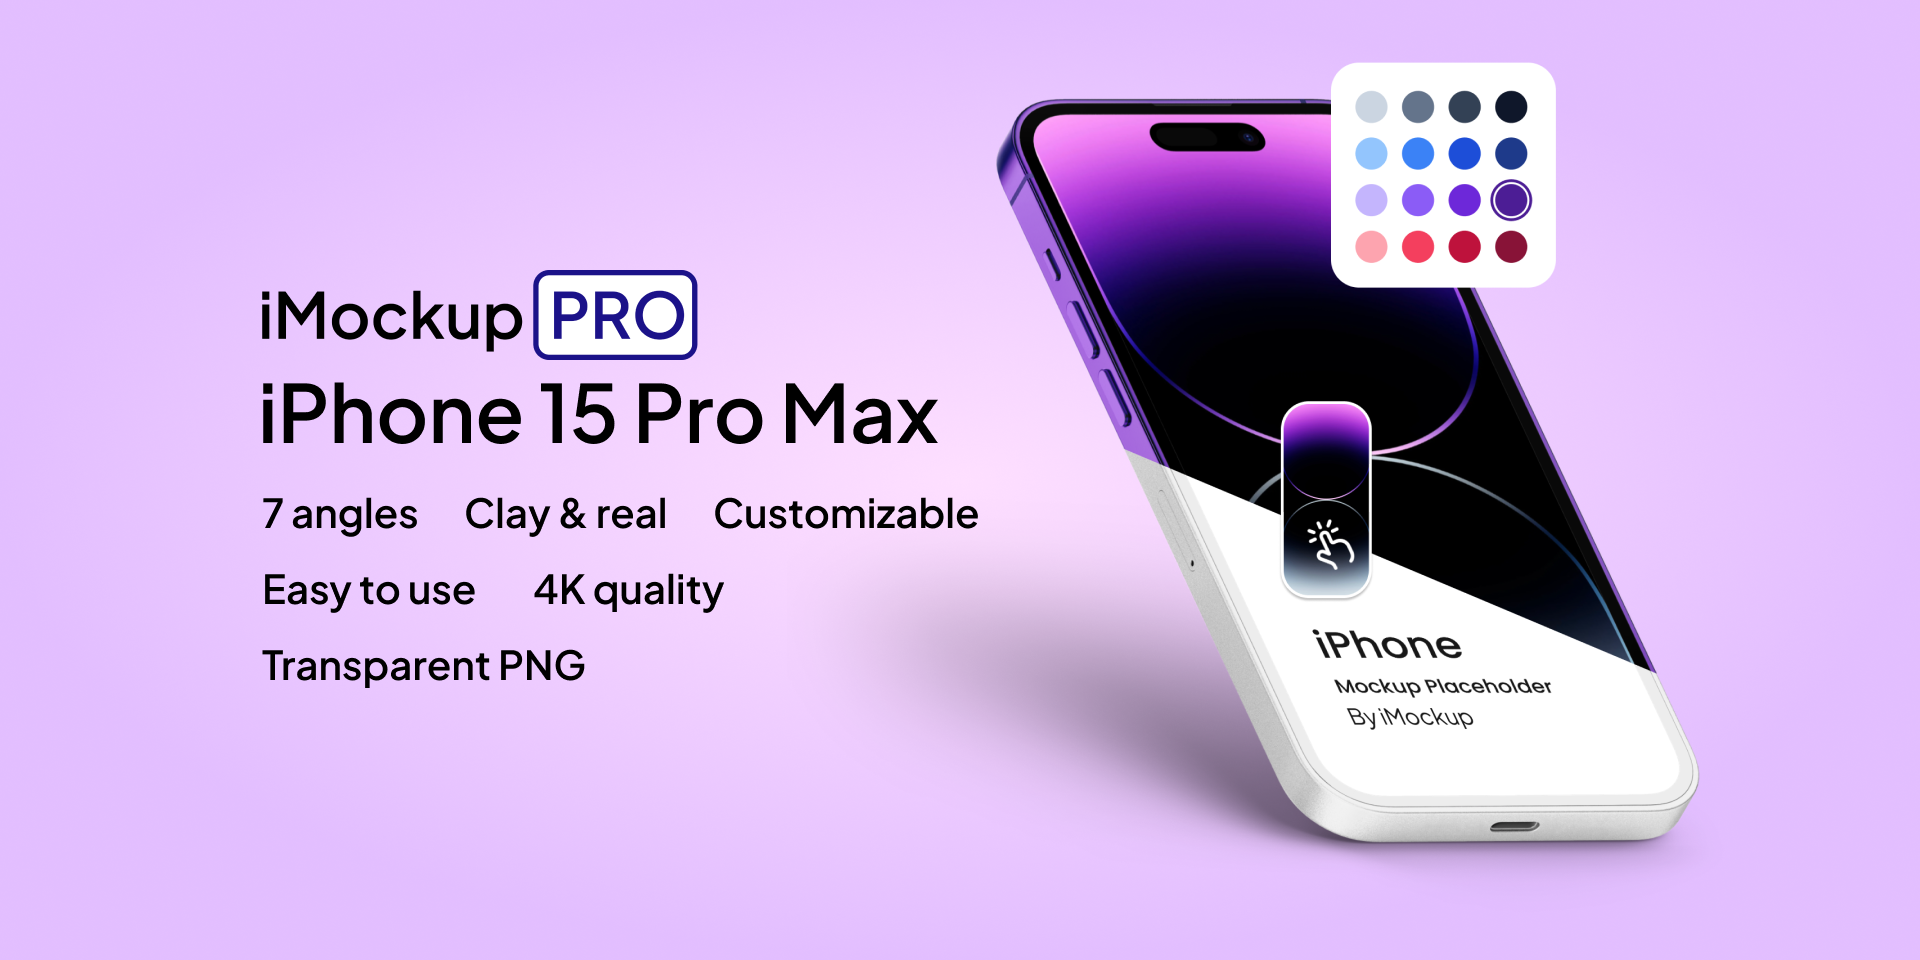 iMockup PRO
iPhone 15 Pro Max
7 angles Clay & real Customizable
Easy to use 4K quality
Transparent PNG
iPhone
Mockup Placeholder
By iMockup